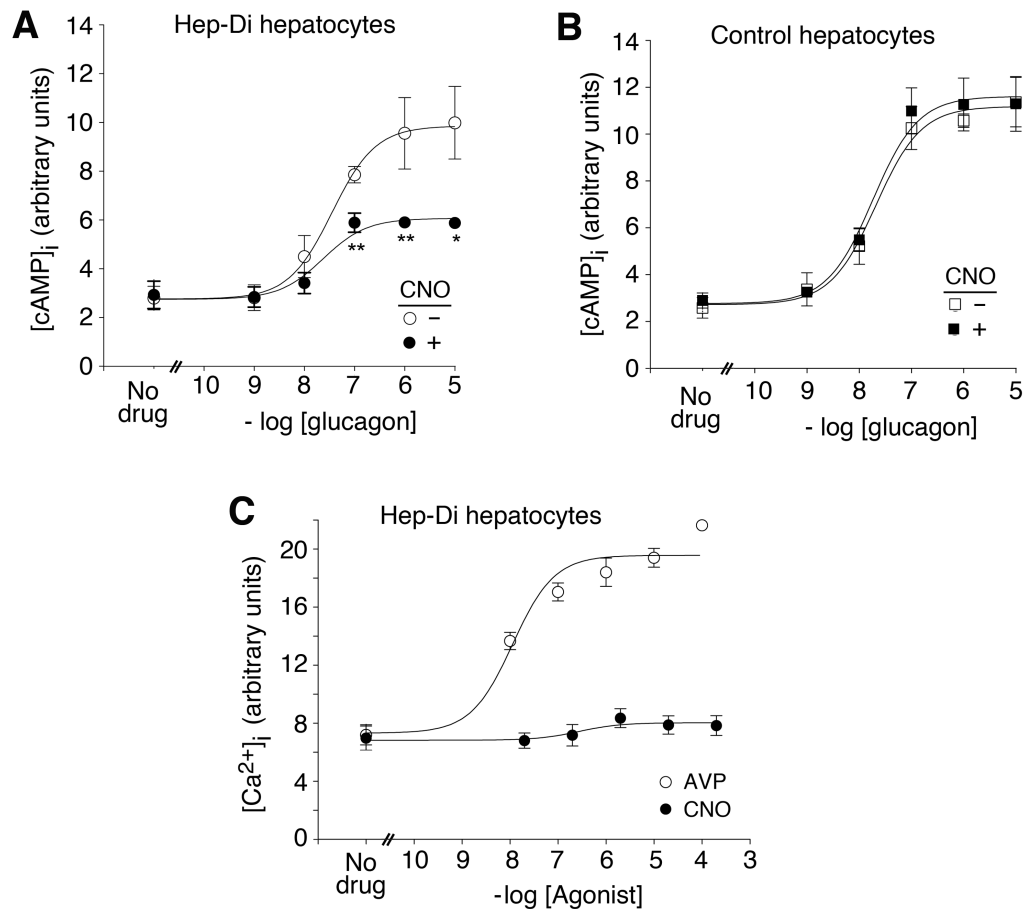 A
Hep-Di hepatocytes
14
12
10
8
6
4
2
0
[cAMP]i (arbitrary units)
**
**
*
CNO
−
+
No
drug
10
9
8
7
6
5
- log [glucagon]
B
Control hepatocytes
14
12
10
8
6
4
2
0
[cAMP]i (arbitrary units)
CNO
−
+
No
drug
10
9
8
7
6
5
- log [glucagon]
C
Hep-Di hepatocytes
20
16
12
8
4
0
[Ca2+]i (arbitrary units)
AVP
CNO
No
drug
10
9
8
7
6
5
4
3
-log [Agonist]